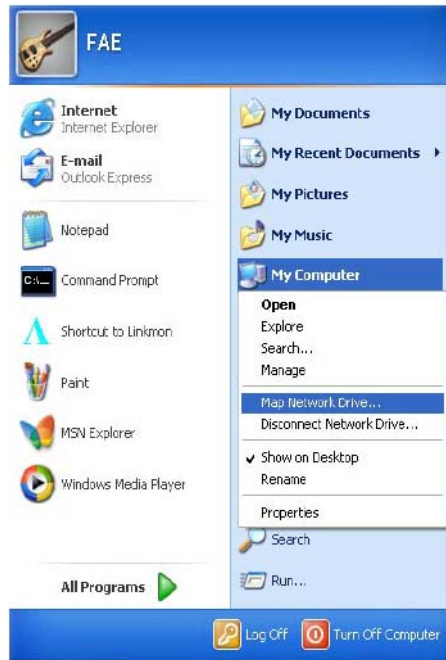 FAE
Internet
Internet Explorer
E-mail
Outlook Express
Notepad
C:\_
Command Prompt
Shortcut to Linkmon
Paint
MSN Explorer
Windows Media Player
All Programs
My Documents
My Recent Documents
My Pictures
My Music
My Computer
Open
Explore
Search...
Manage
Map Network Drive...
Disconnect Network Drive...
Show on Desktop
Rename
Properties
Search
Run...
Log Off
Turn Off Computer